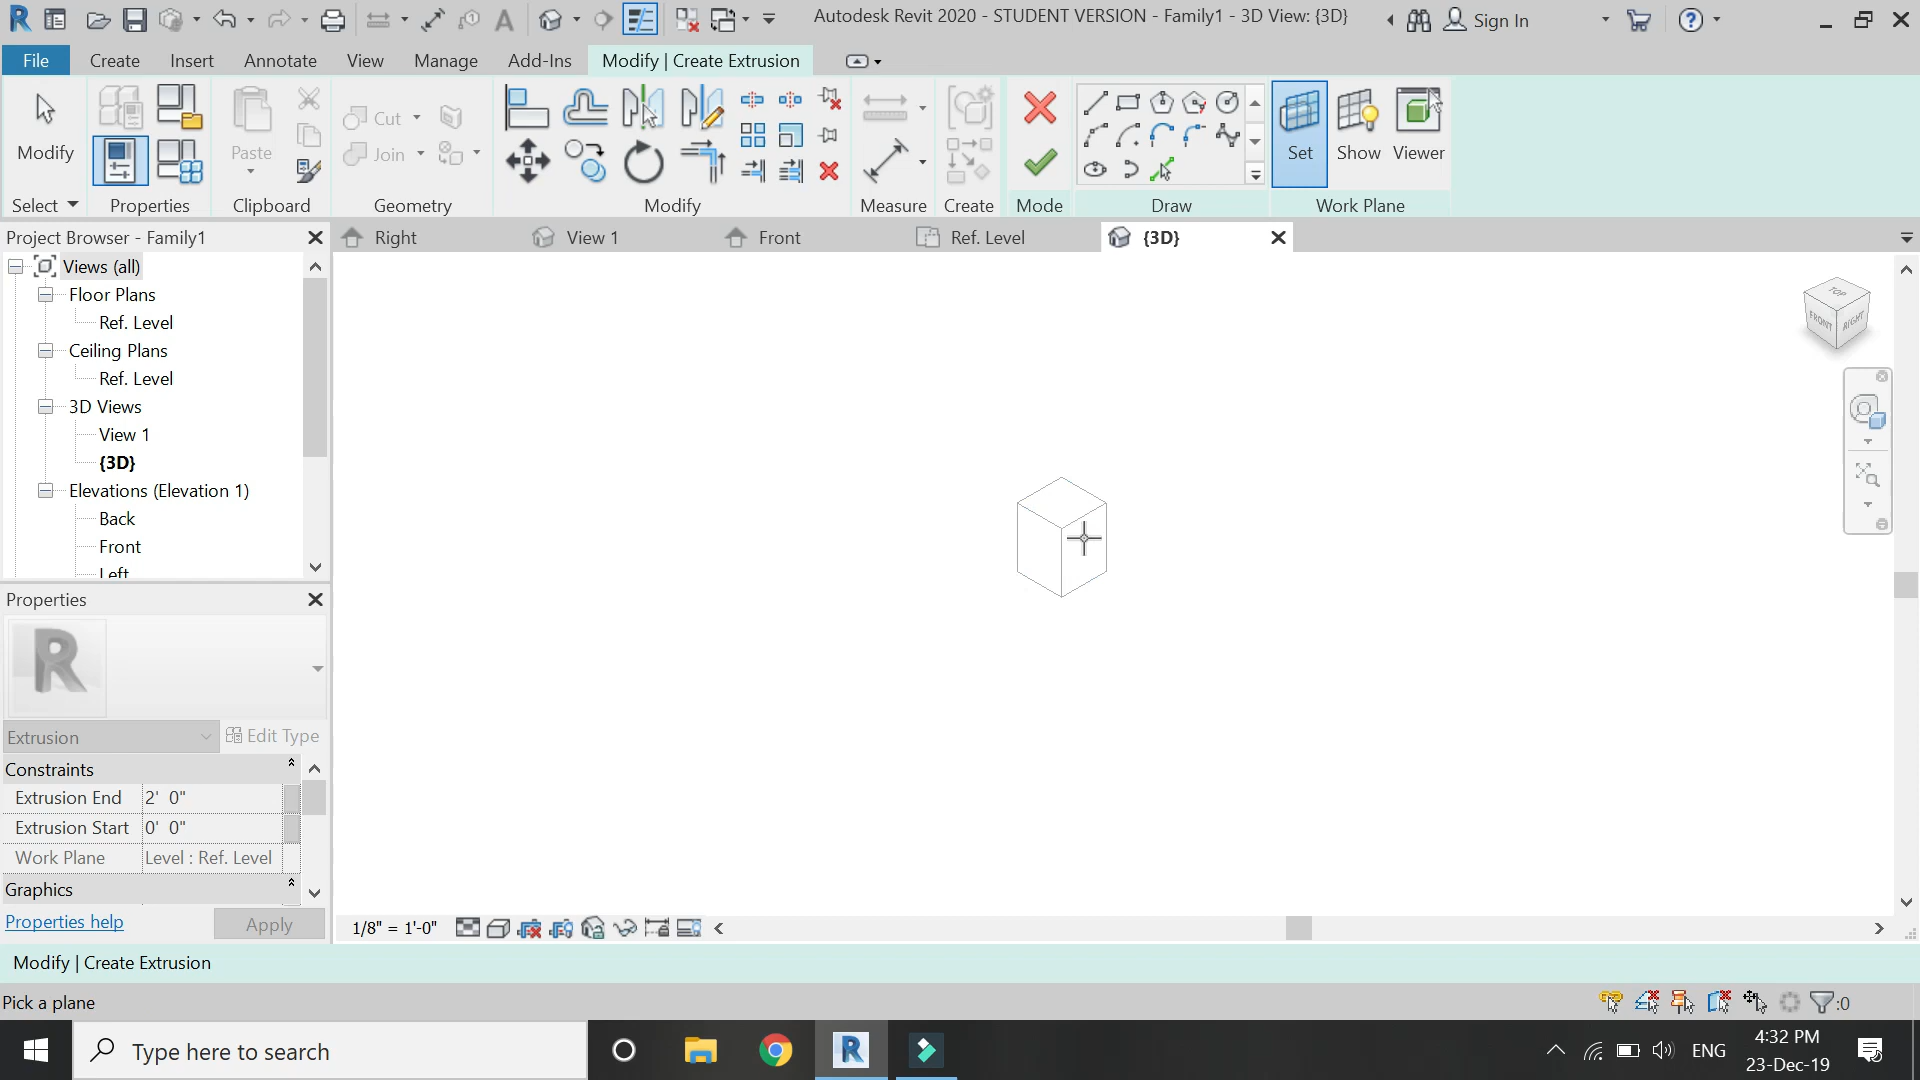 Autodesk Revit 2020 - STUDENT VERSION - Family1 - 3D View: {3D}
Sign In
File
Create
Insert
Annotate
View
Manage
Add-Ins
Modify | Create Extrusion
Modify
Paste
Cut
Join
Set
Show
Viewer
Select
Properties
Clipboard
Geometry
Modify
Measure
Create
Mode
Draw
Work Plane
Project Browser - Family1
Right
View 1
Front
Ref. Level
{3D}
Views (all)
Floor Plans
Ref. Level
Ceiling Plans
Ref. Level
3D Views
View 1
{3D}
Elevations (Elevation 1)
Back
Front
Left
TOP
FRONT
RIGHT
Properties
R
Extrusion
Edit Type
Constraints
Extrusion End 2' 0"
Extrusion Start 0' 0"
Work Plane Level : Ref. Level
Graphics
Properties help
Apply
1/8" = 1'-0"
Modify | Create Extrusion
Pick a plane
:0
Type here to search
ENG
4:32 PM
23-Dec-19